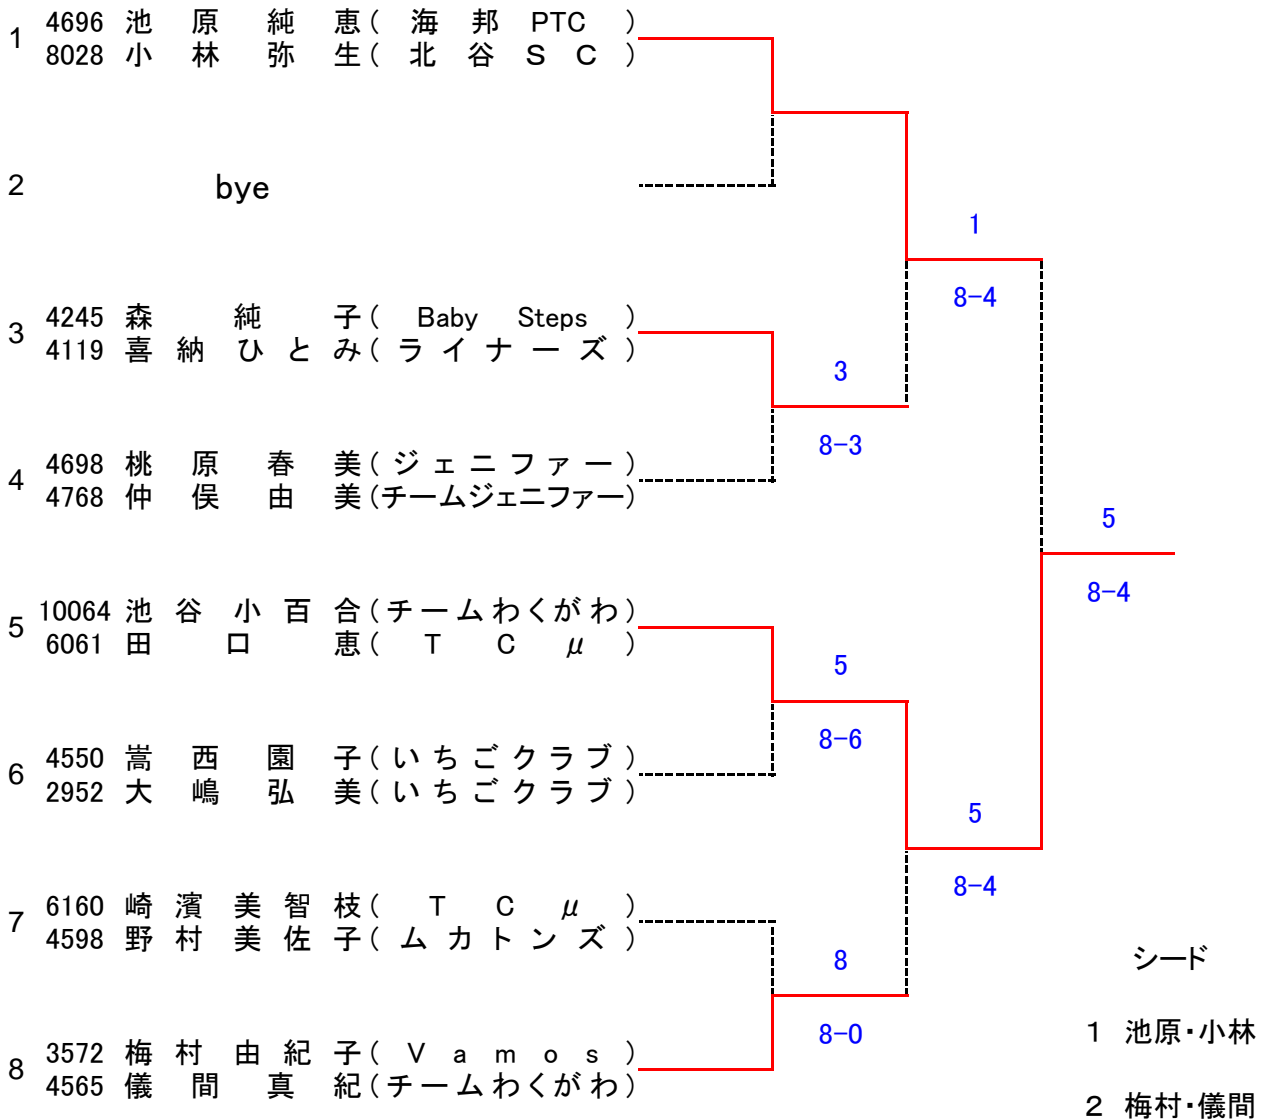 1 4696 池原純恵(海邦PTC)
8028 小林弥生(北谷SC)
2 bye
1
8-4
3 4245 森純子(Baby Steps)
4119 喜納ひとみ(ライナーズ)
3
8-3
4 4698 桃原春美(ジェニファー)
4768 仲俣由美(チームジェニファー)
5
8-4
5 10064 池谷小百合(チームわくがわ)
6061 田口恵(TCμ)
5
8-6
6 4550 嵩西園子(いちごクラブ)
2952 大嶋弘美(いちごクラブ)
5
8-4
7 6160 崎濱美智枝(TCμ)
4598 野村美佐子(ムカトンズ)
8
8-0
8 3572 梅村由紀子(Vamos)
4565 儀間真紀(チームわくがわ)
シード
1 池原・小林
2 梅村・儀間